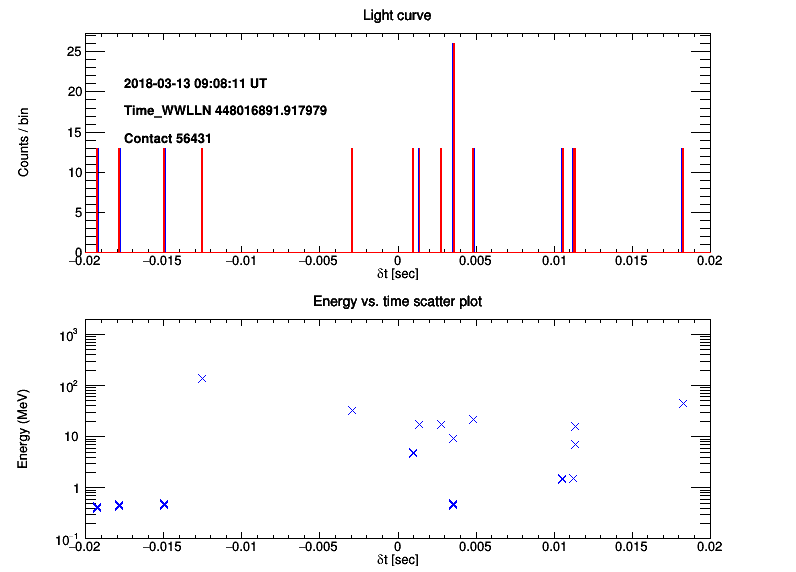 Light curve
25
20
15
10
5
0
Counts / bin
2018-03-13 09:08:11 UT
Time_WWLLN 448016891.917979
Contact 56431
−0.02 −0.015 −0.01 −0.005 0 0.005 0.01 0.015 0.02
δt [sec]
Energy vs. time scatter plot
10³
10²
10
1
10⁻¹
Energy (MeV)
−0.02 −0.015 −0.01 −0.005 0 0.005 0.01 0.015 0.02
δt [sec]